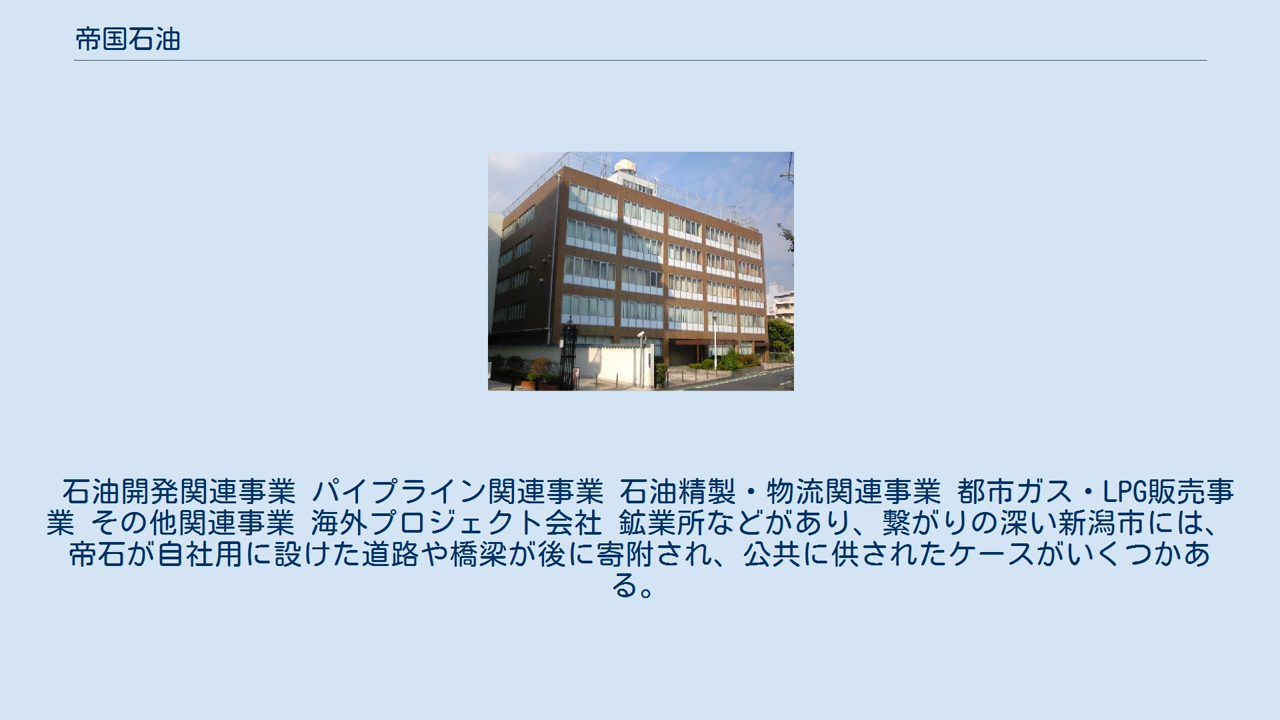 帝国石油
石油開発関連事業 パイプライン関連事業 石油精製・物流関連事業 都市ガス・LPG販売事
業 その他関連事業 海外プロジェクト会社 鉱業所などがあり、繋がりの深い新潟市には、
帝石が自社用に設けた道路や橋梁が後に寄附され、公共に供されたケースがいくつかあ
る。